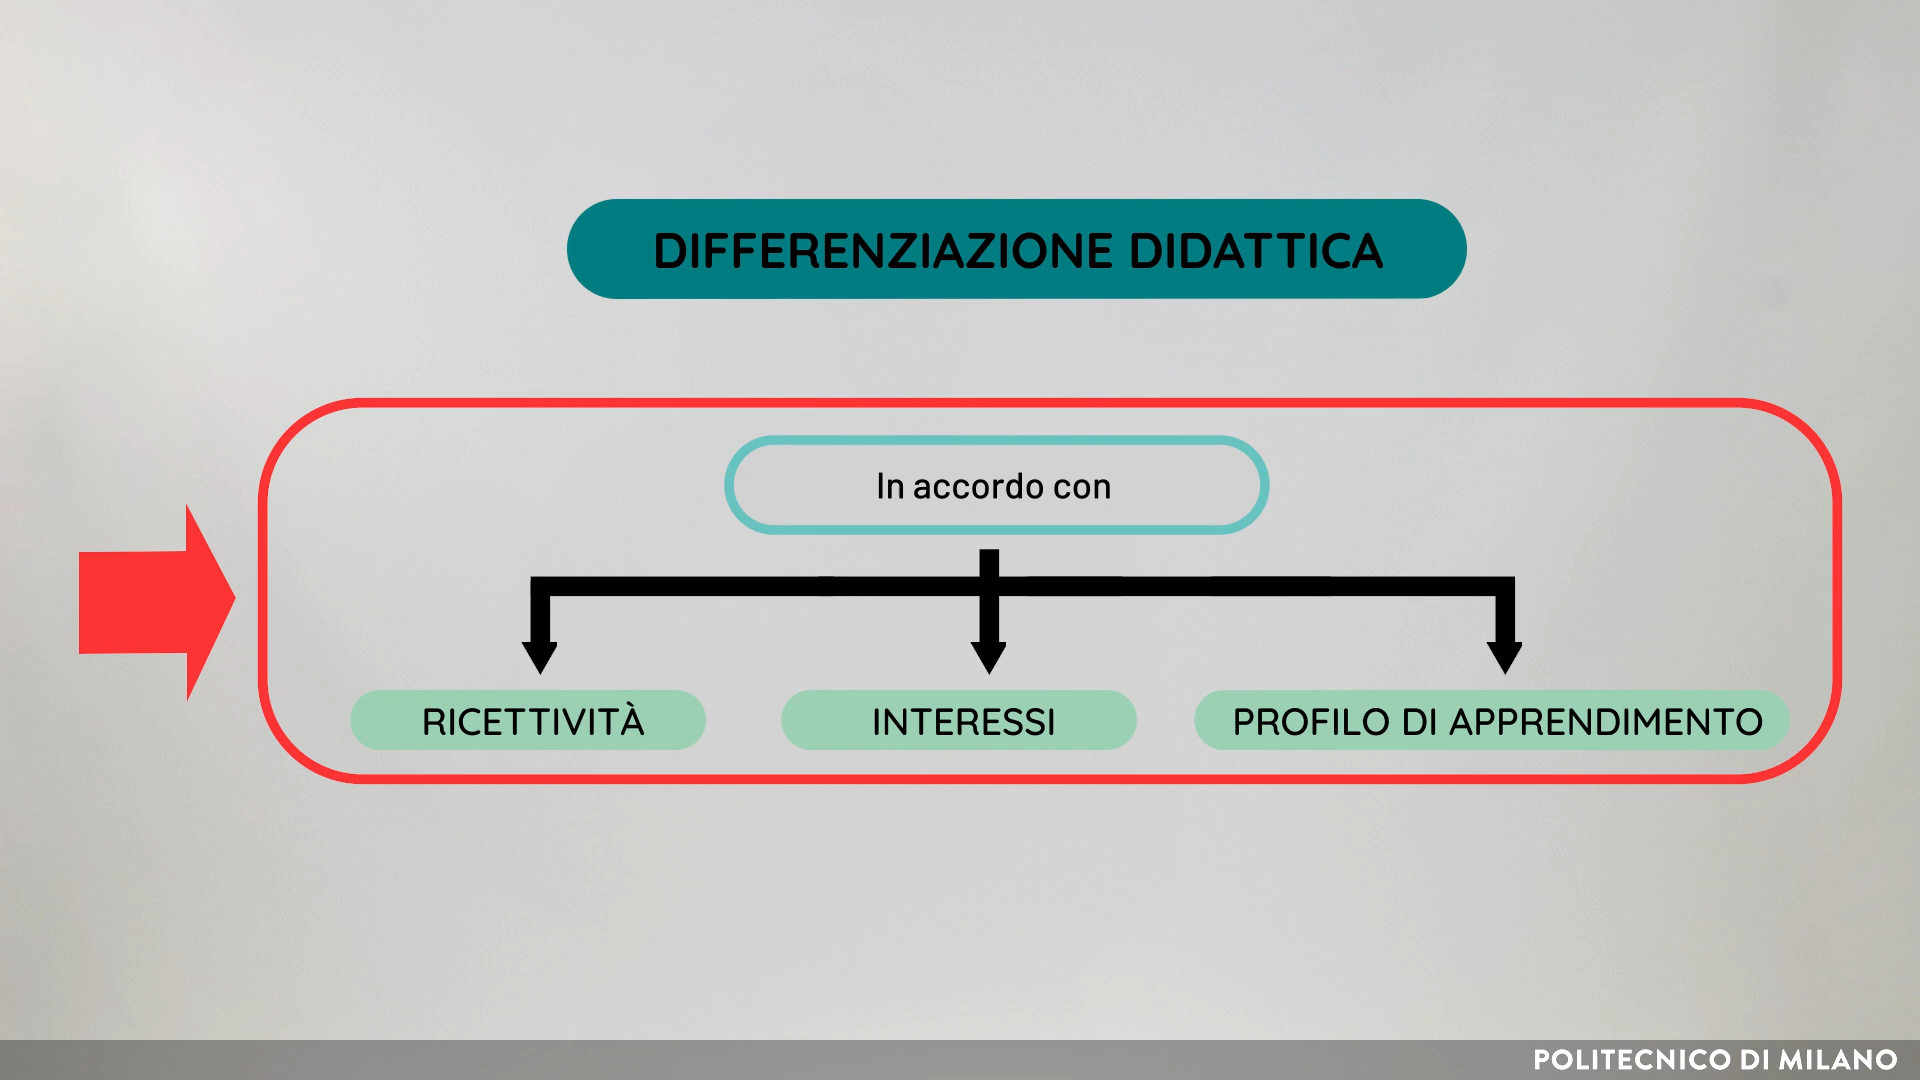 DIFFERENZIAZIONE DIDATTICA
In accordo con
RICETTIVITÀ
INTERESSI
PROFILO DI APPRENDIMENTO
POLITECNICO DI MILANO